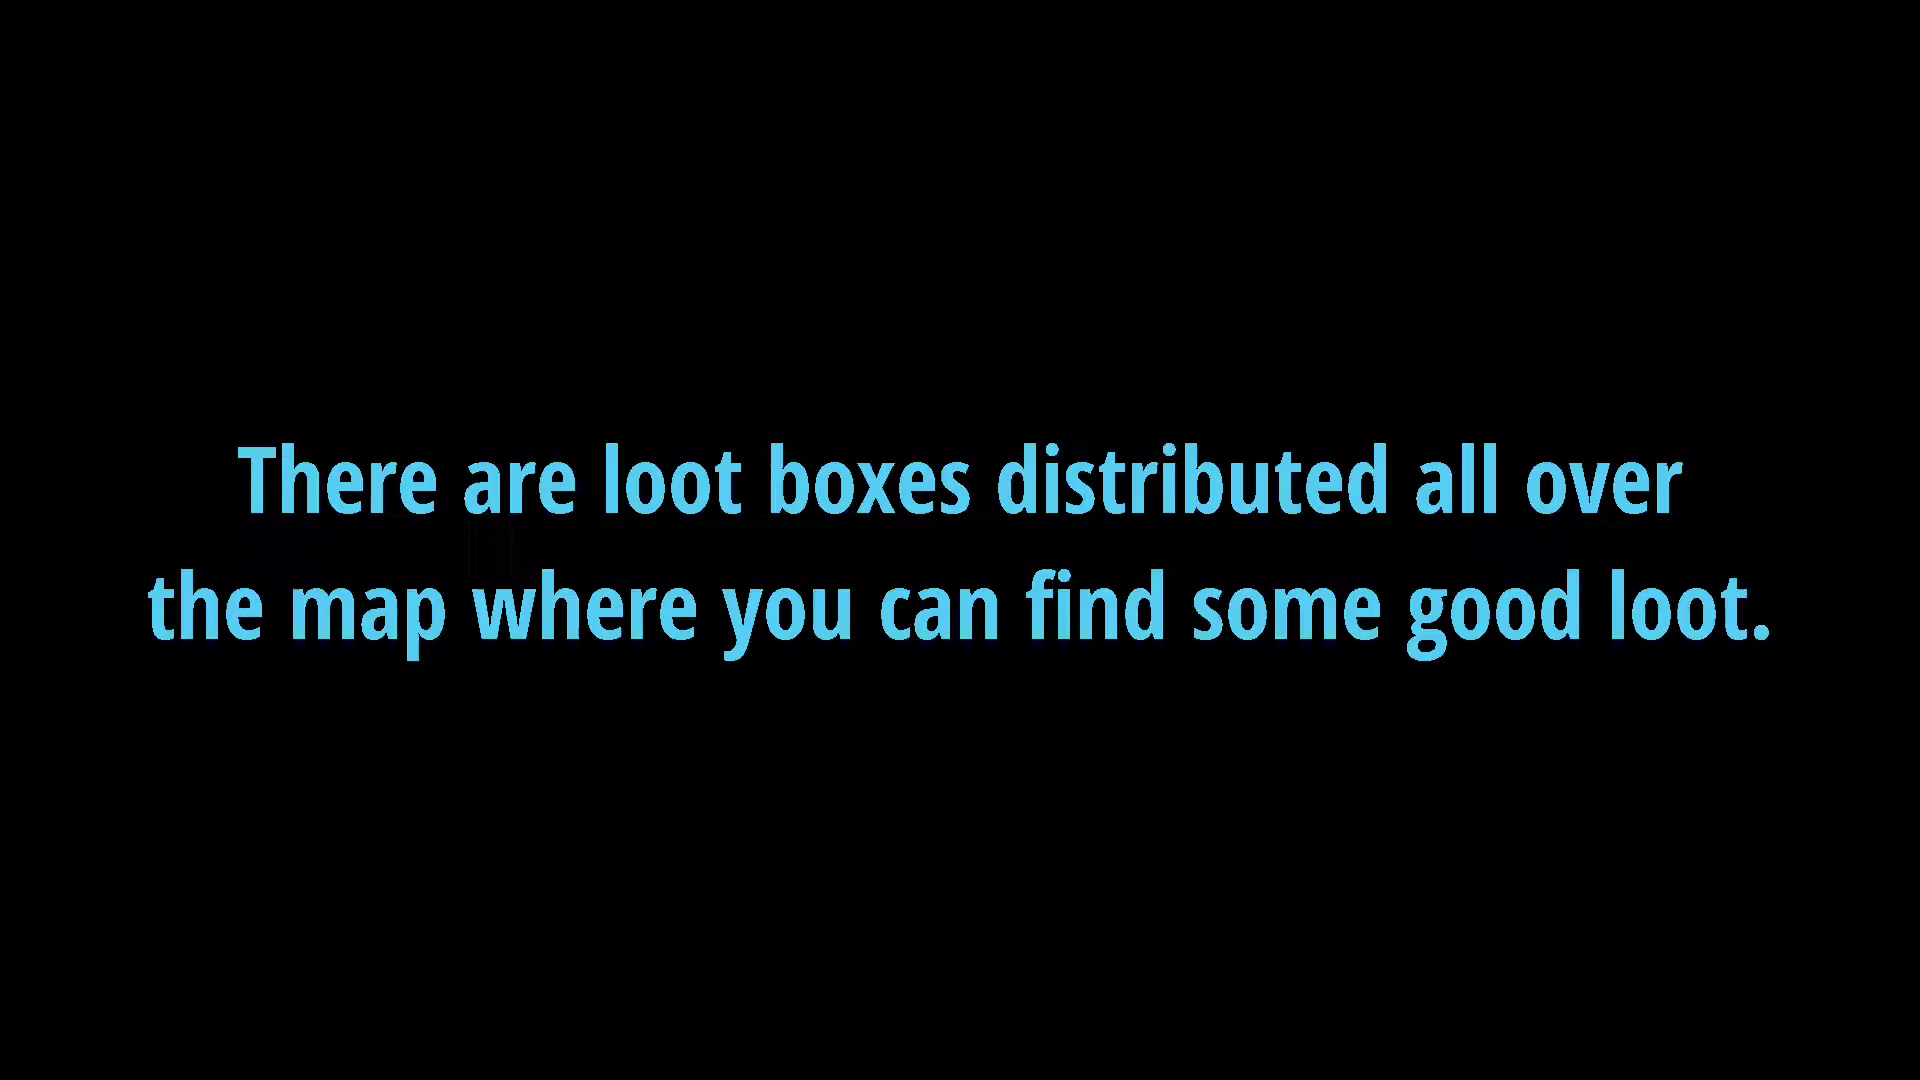 There are loot boxes distributed all over
the map where you can find some good loot.